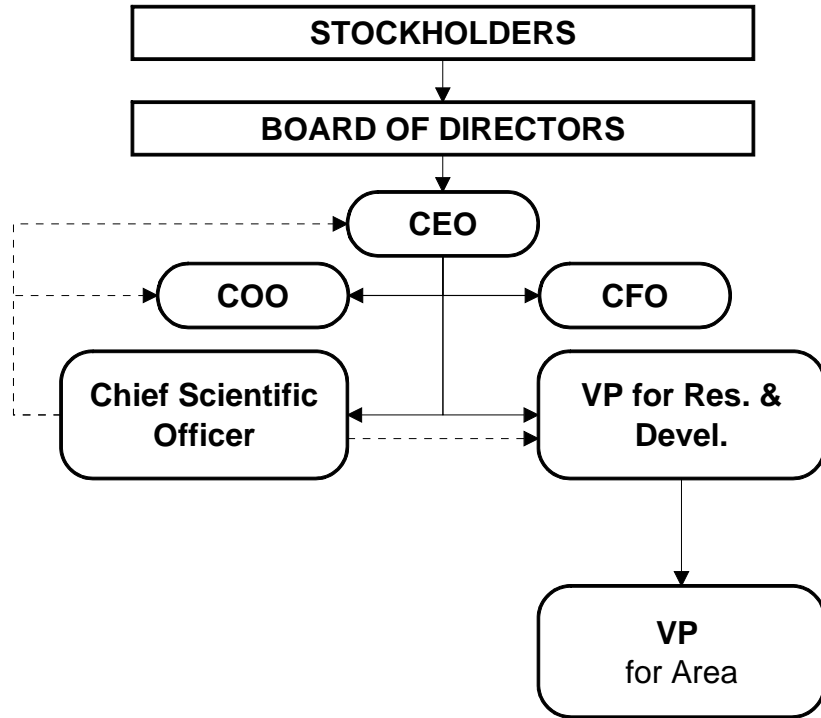 STOCKHOLDERS
BOARD OF DIRECTORS
CEO
COO
CFO
Chief Scientific
Officer
VP for Res. &
Devel.
VP
for Area